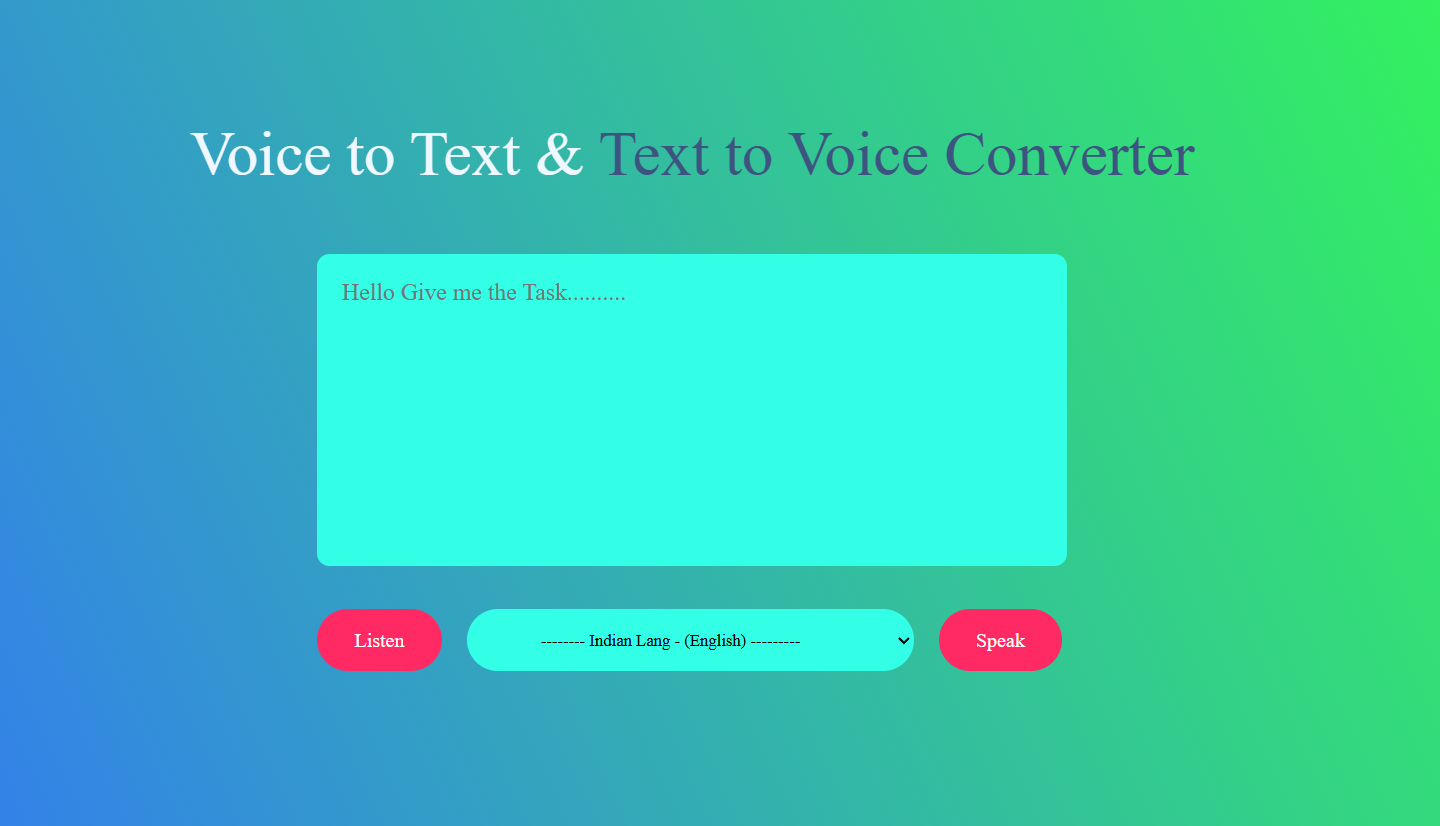 Voice to Text & Text to Voice Converter
Hello Give me the Task..........
Listen
-------- Indian Lang - (English) ---------
Speak